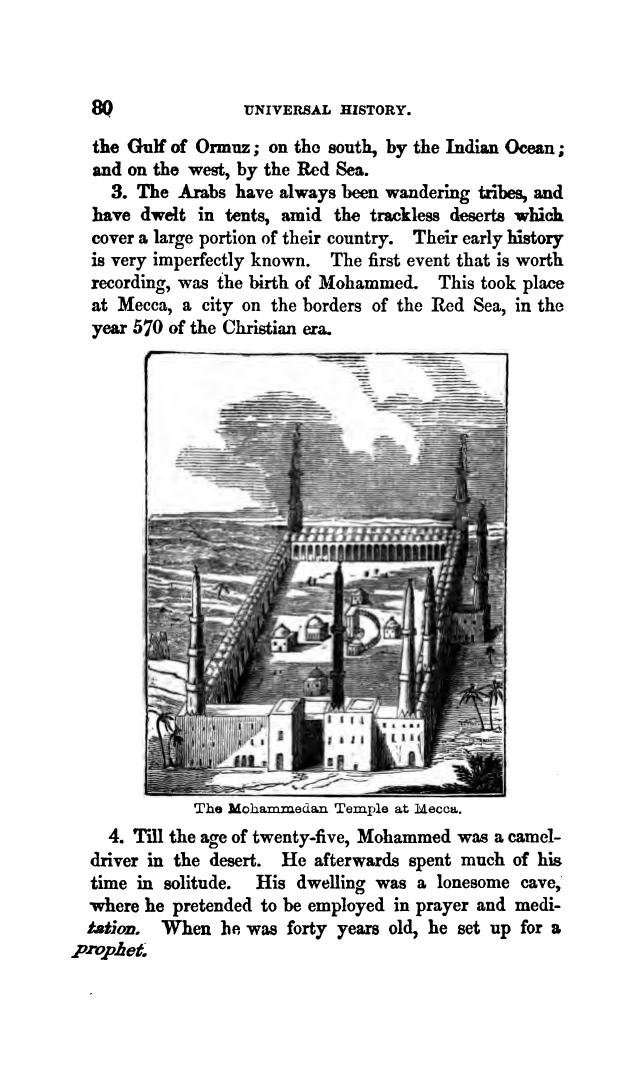 80 UNIVERSAL HISTORY.
the Gulf of Ormuz; on the south, by the Indian Ocean;
and on the west, by the Red Sea.
3. The Arabs have always been wandering tribes, and
have dwelt in tents, amid the trackless deserts which
cover a large portion of their country. Their early history
is very imperfectly known. The first event that is worth
recording, was the birth of Mohammed. This took place
at Mecca, a city on the borders of the Red Sea, in the
year 570 of the Christian era.
The Mohammedan Temple at Mecca.
4. Till the age of twenty-five, Mohammed was a camel-
driver in the desert. He afterwards spent much of his
time in solitude. His dwelling was a lonesome cave,
where he pretended to be employed in prayer and medi-
tation. When he was forty years old, he set up for a
prophet.